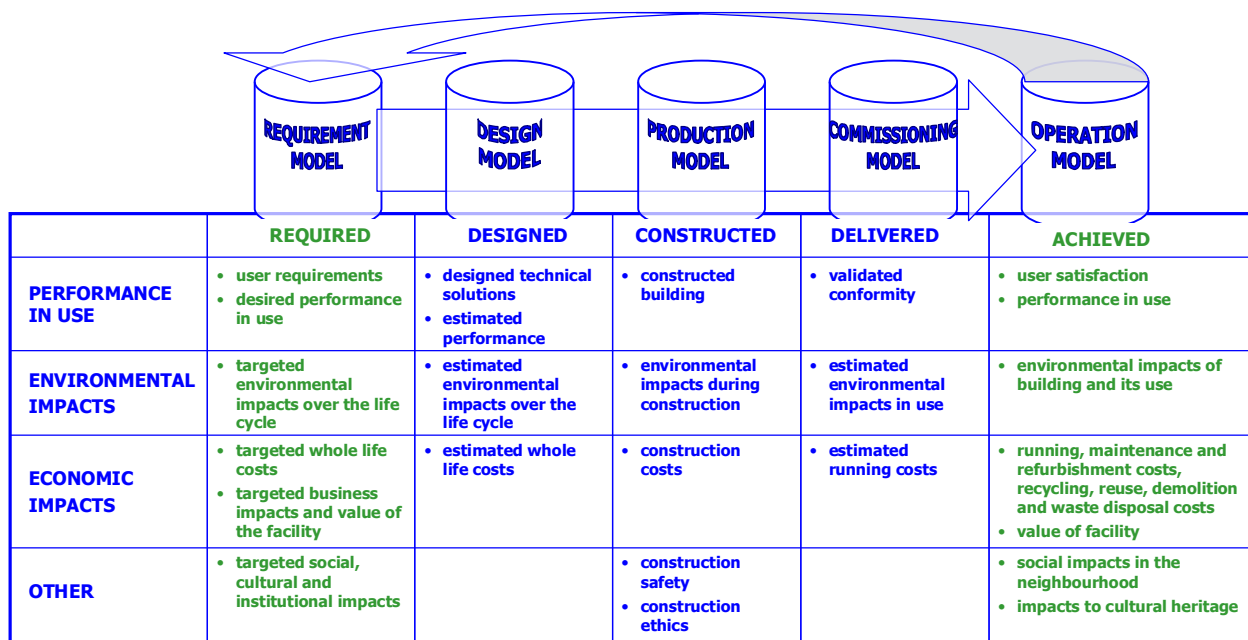 REQUIREMENT
MODEL
DESIGN
MODEL
PRODUCTION
MODEL
COMMISSIONING
MODEL
OPERATION
MODEL
REQUIRED
DESIGNED
CONSTRUCTED
DELIVERED
ACHIEVED
PERFORMANCE
IN USE
• user requirements
• desired performance
in use
• designed technical
solutions
• estimated
performance
• constructed
building
• validated
conformity
• user satisfaction
• performance in use
ENVIRONMENTAL
IMPACTS
• targeted
environmental
impacts over the life
cycle
• estimated
environmental
impacts over the
life cycle
• environmental
impacts during
construction
• estimated
environmental
impacts in use
• environmental impacts of
building and its use
ECONOMIC
IMPACTS
• targeted whole life
costs
• targeted business
impacts and value of
the facility
• estimated whole
life costs
• construction
costs
• estimated
running costs
• running, maintenance and
refurbishment costs,
recycling, reuse, demolition
and waste disposal costs
• value of facility
OTHER
• targeted social,
cultural and
institutional impacts
• construction
safety
• construction
ethics
• social impacts in the
neighbourhood
• impacts to cultural heritage